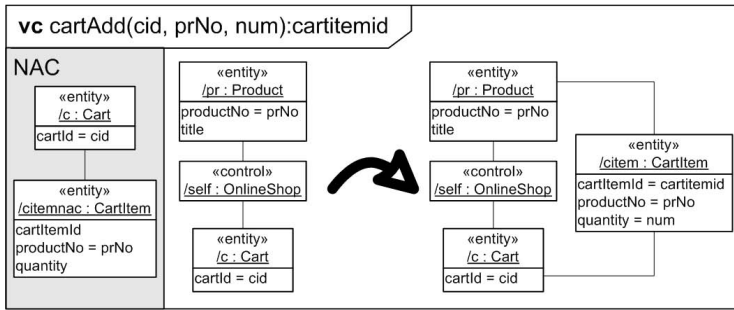 vc cartAdd(cid, prNo, num):cartitemid
NAC
«entity»
/c : Cart
cartId = cid
«entity»
/citemnac : CartItem
cartItemId
productNo = prNo
quantity
«entity»
/pr : Product
productNo = prNo
title
«control»
/self : OnlineShop
«entity»
/c : Cart
cartId = cid
«entity»
/pr : Product
productNo = prNo
title
«control»
/self : OnlineShop
«entity»
/c : Cart
cartId = cid
«entity»
/citem : CartItem
cartItemId = cartitemid
productNo = prNo
quantity = num